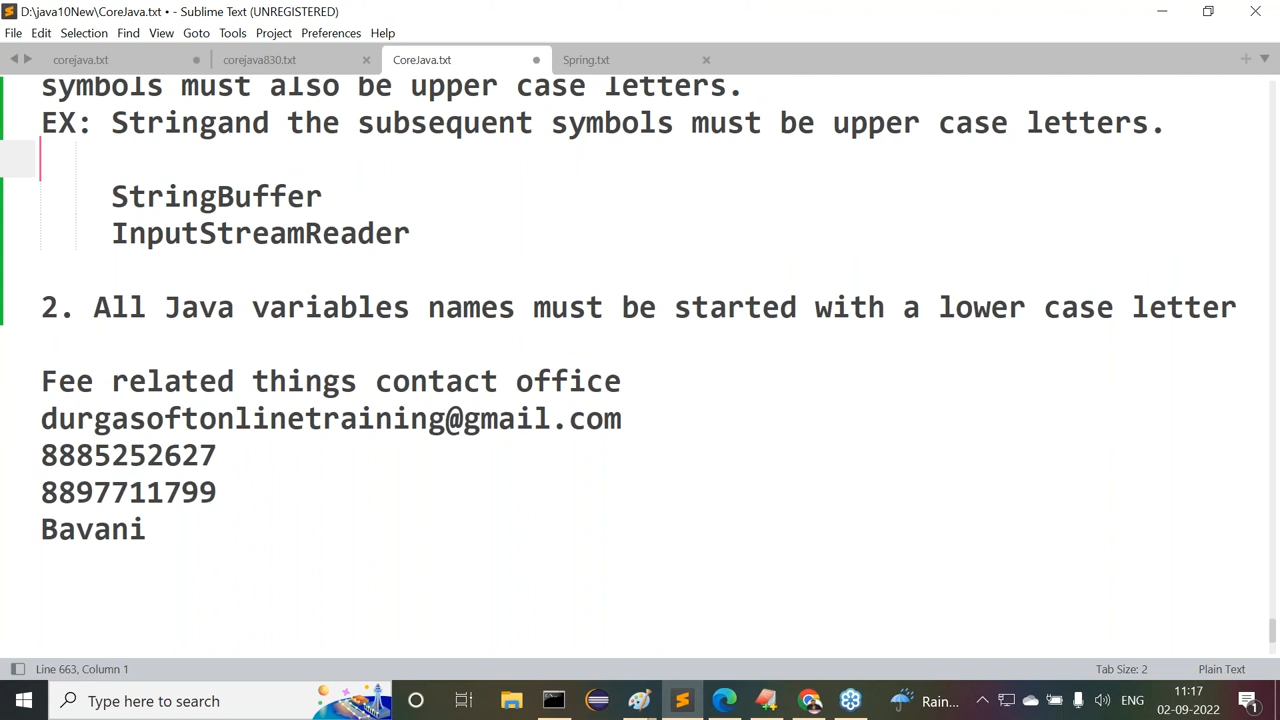 D:\java10New\CoreJava.txt • - Sublime Text (UNREGISTERED)
File Edit Selection Find View Goto Tools Project Preferences Help
corejava.txt corejava830.txt CoreJava.txt Spring.txt
symbols must also be upper case letters.
EX: Stringand the subsequent symbols must be upper case letters.
StringBuffer
InputStreamReader
2. All Java variables names must be started with a lower case letter
Fee related things contact office
durgasoftonlinetraining@gmail.com
8885252627
8897711799
Bavani
Line 663, Column 1 Tab Size: 2 Plain Text
Type here to search Rain... ENG 11:17 02-09-2022 1